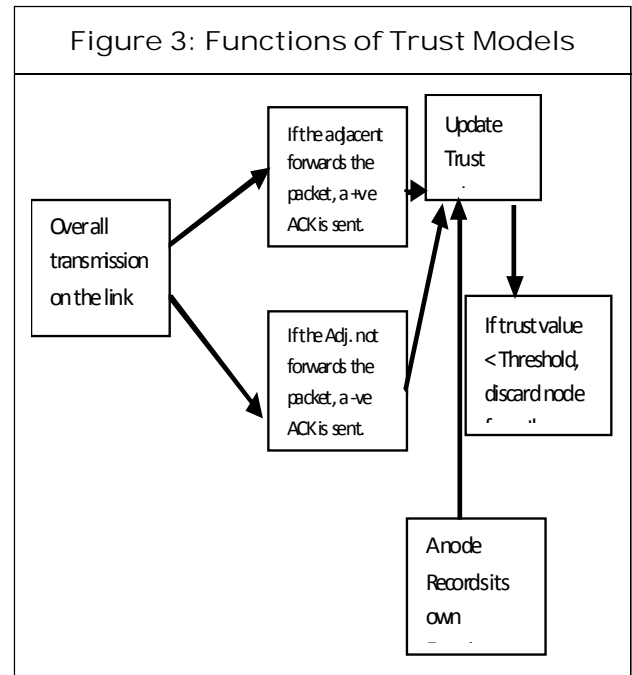 Figure 3: Functions of Trust Models
If the adjacent
forwards the
packet, a +ve
ACK is sent.
Update
Trust
Overall
transmission
on the link
If the Adj. not
forwards the
packet, a -ve
ACK is sent.
If trust value
< Threshold,
discard node
A node
Records its
own